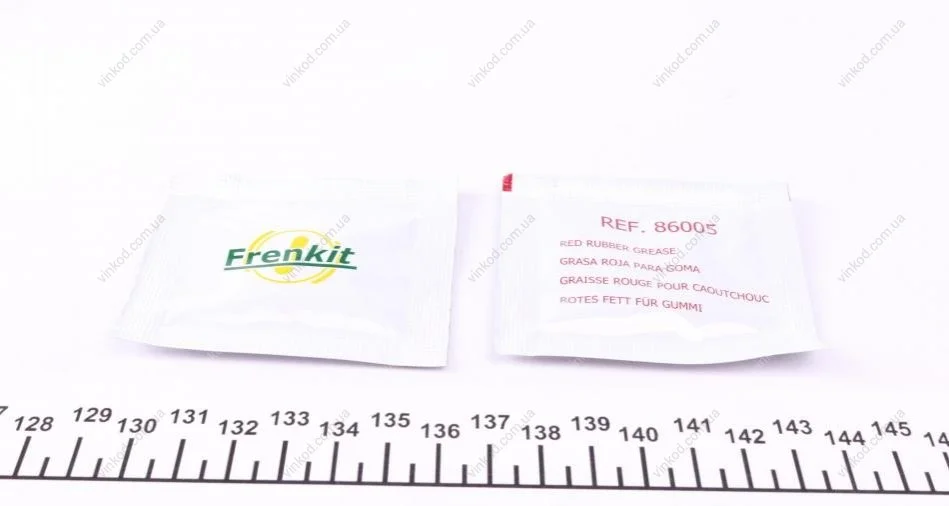 vinkod.com.ua
Frenkit
REF. 86005
RED RUBBER GREASE
GRASA ROJA PARA GOMA
GRAISSE ROUGE POUR CAOUTCHOUC
ROTES FETT FÜR GUMMI
128 129 130 131 132 133 134 135 136 137 138 139 140 141 142 143 144 145